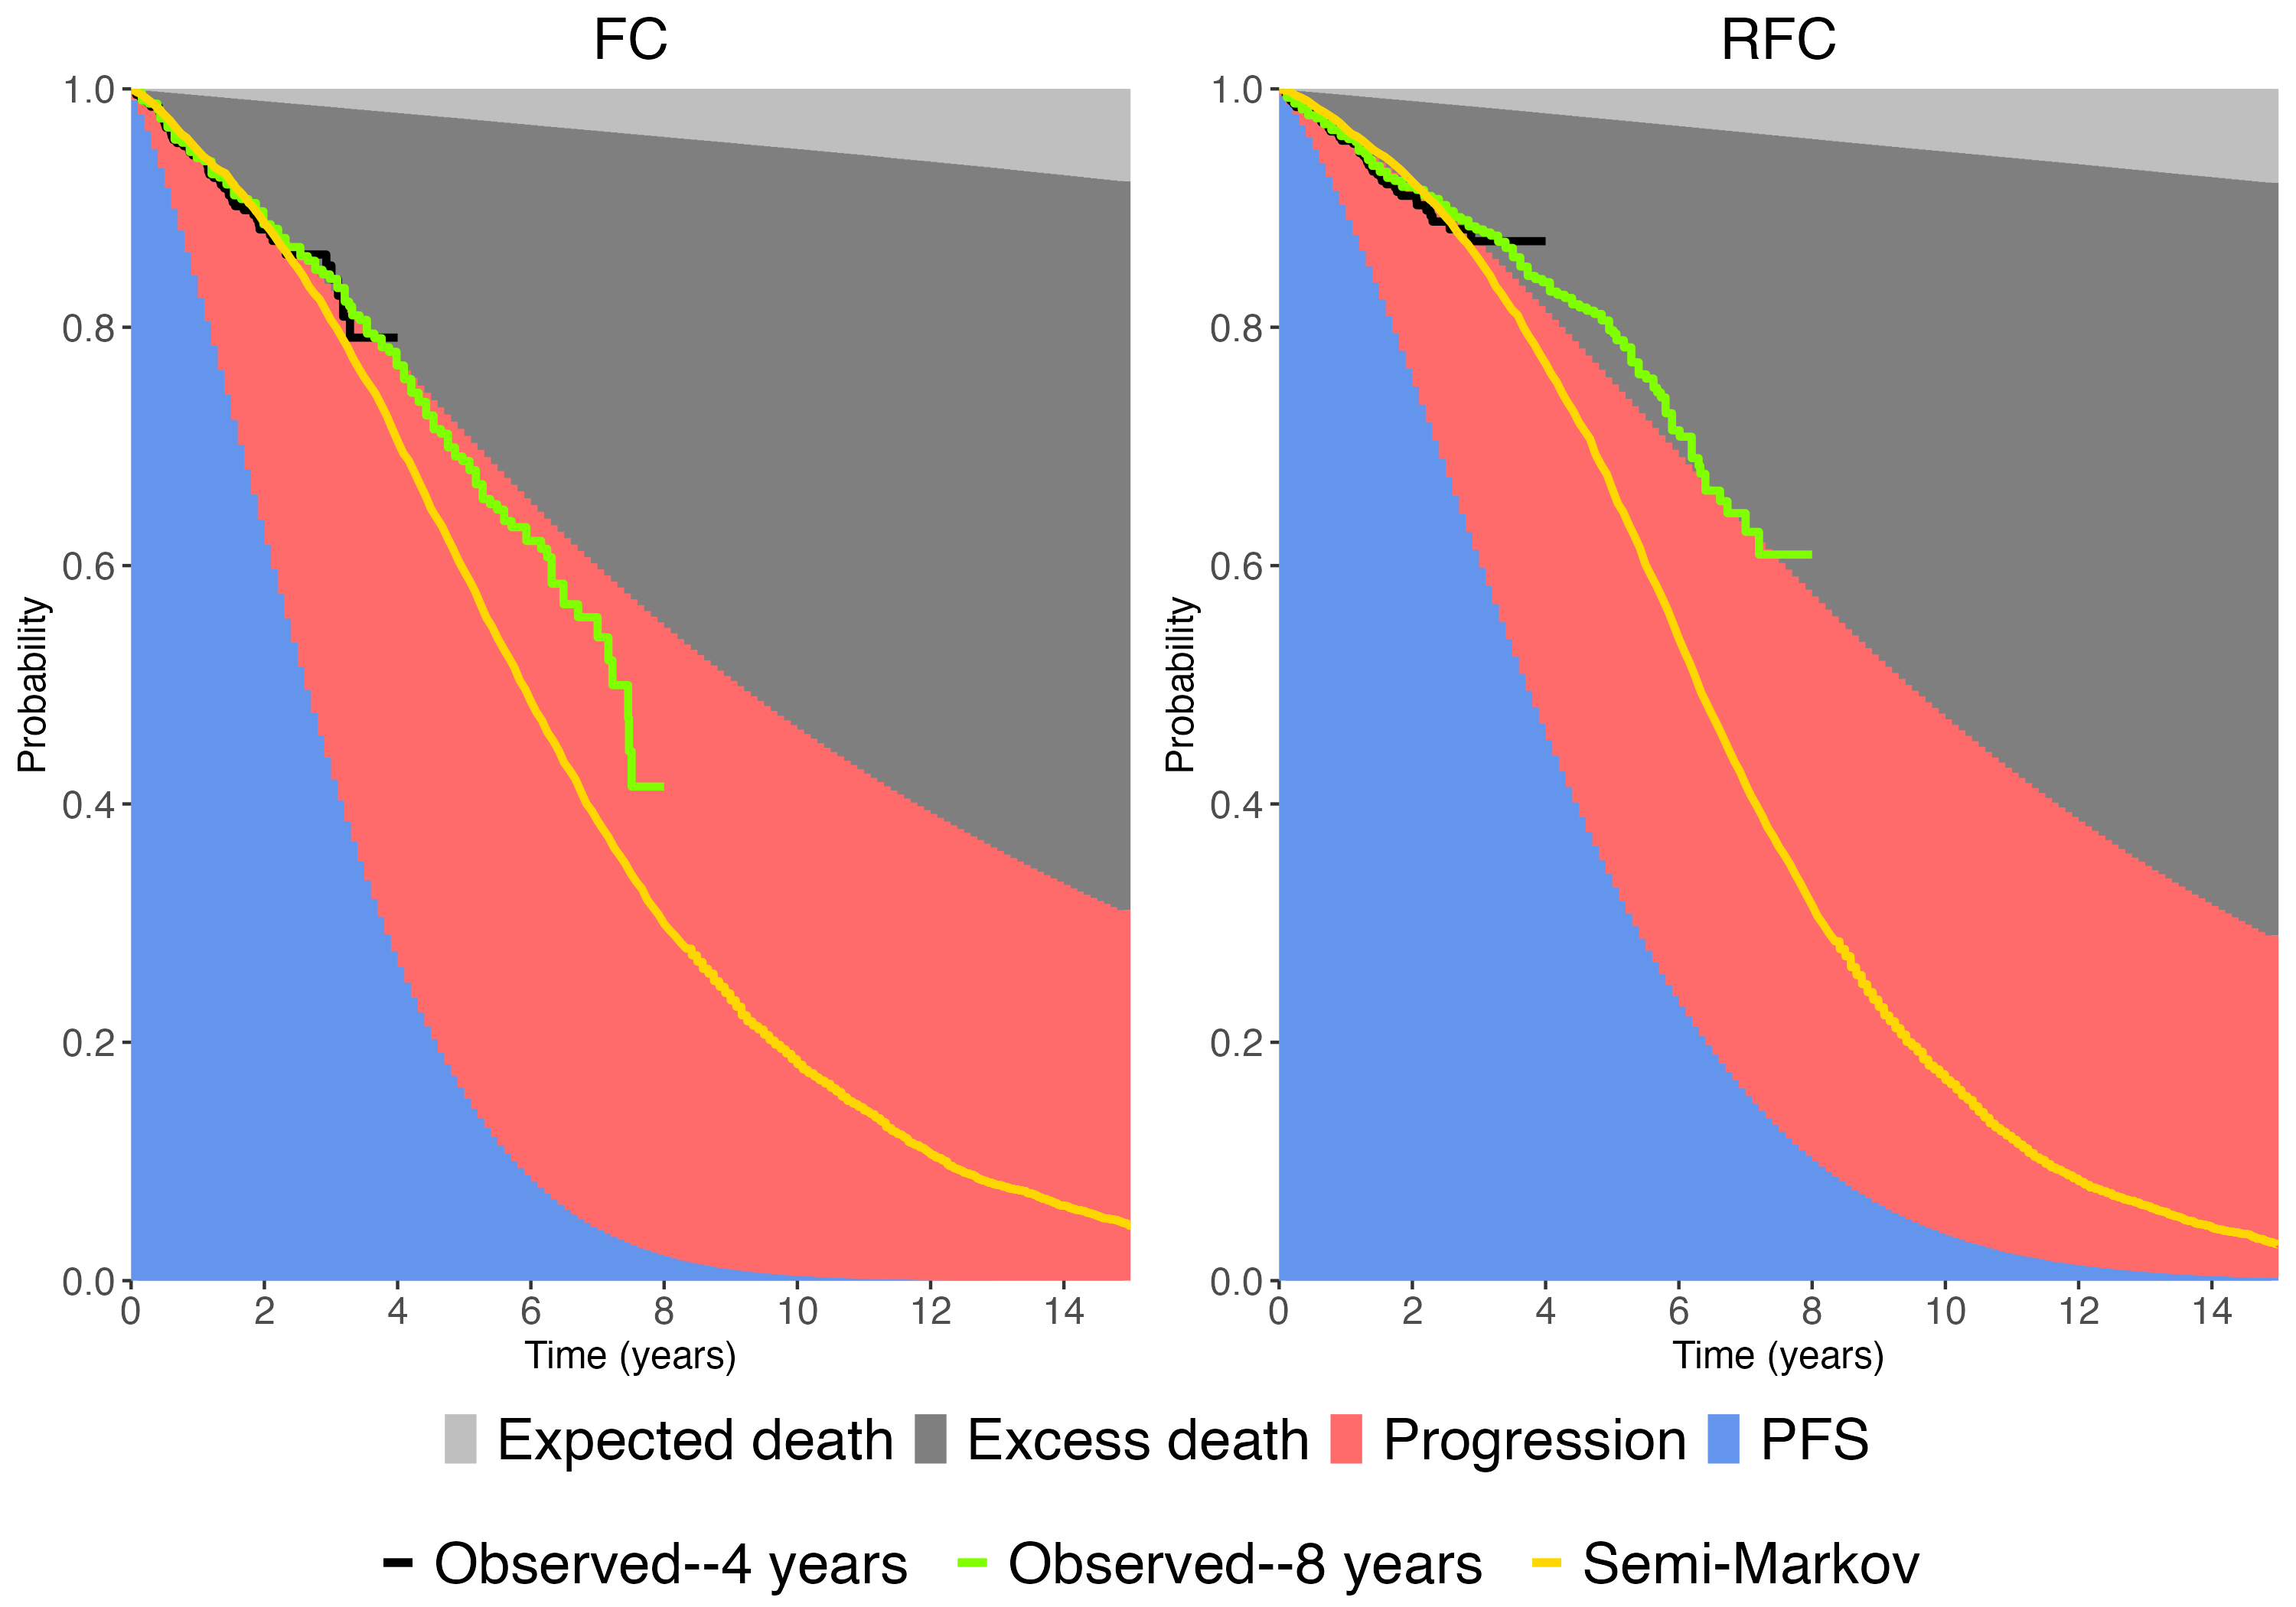 FC
RFC
1.0
0.8
0.6
0.4
0.2
0.0
Probability
0 2 4 6 8 10 12 14
Time (years)
1.0
0.8
0.6
0.4
0.2
0.0
Probability
0 2 4 6 8 10 12 14
Time (years)
Expected death Excess death Progression PFS
Observed--4 years Observed--8 years Semi-Markov